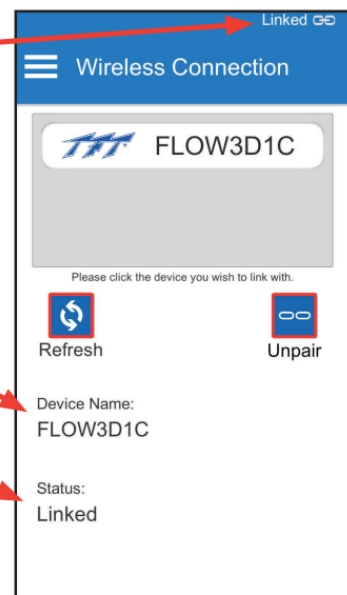 Linked
Wireless Connection
TFT FLOW3D1C
Please click the device you wish to link with.
Refresh
Unpair
Device Name:
FLOW3D1C
Status:
Linked